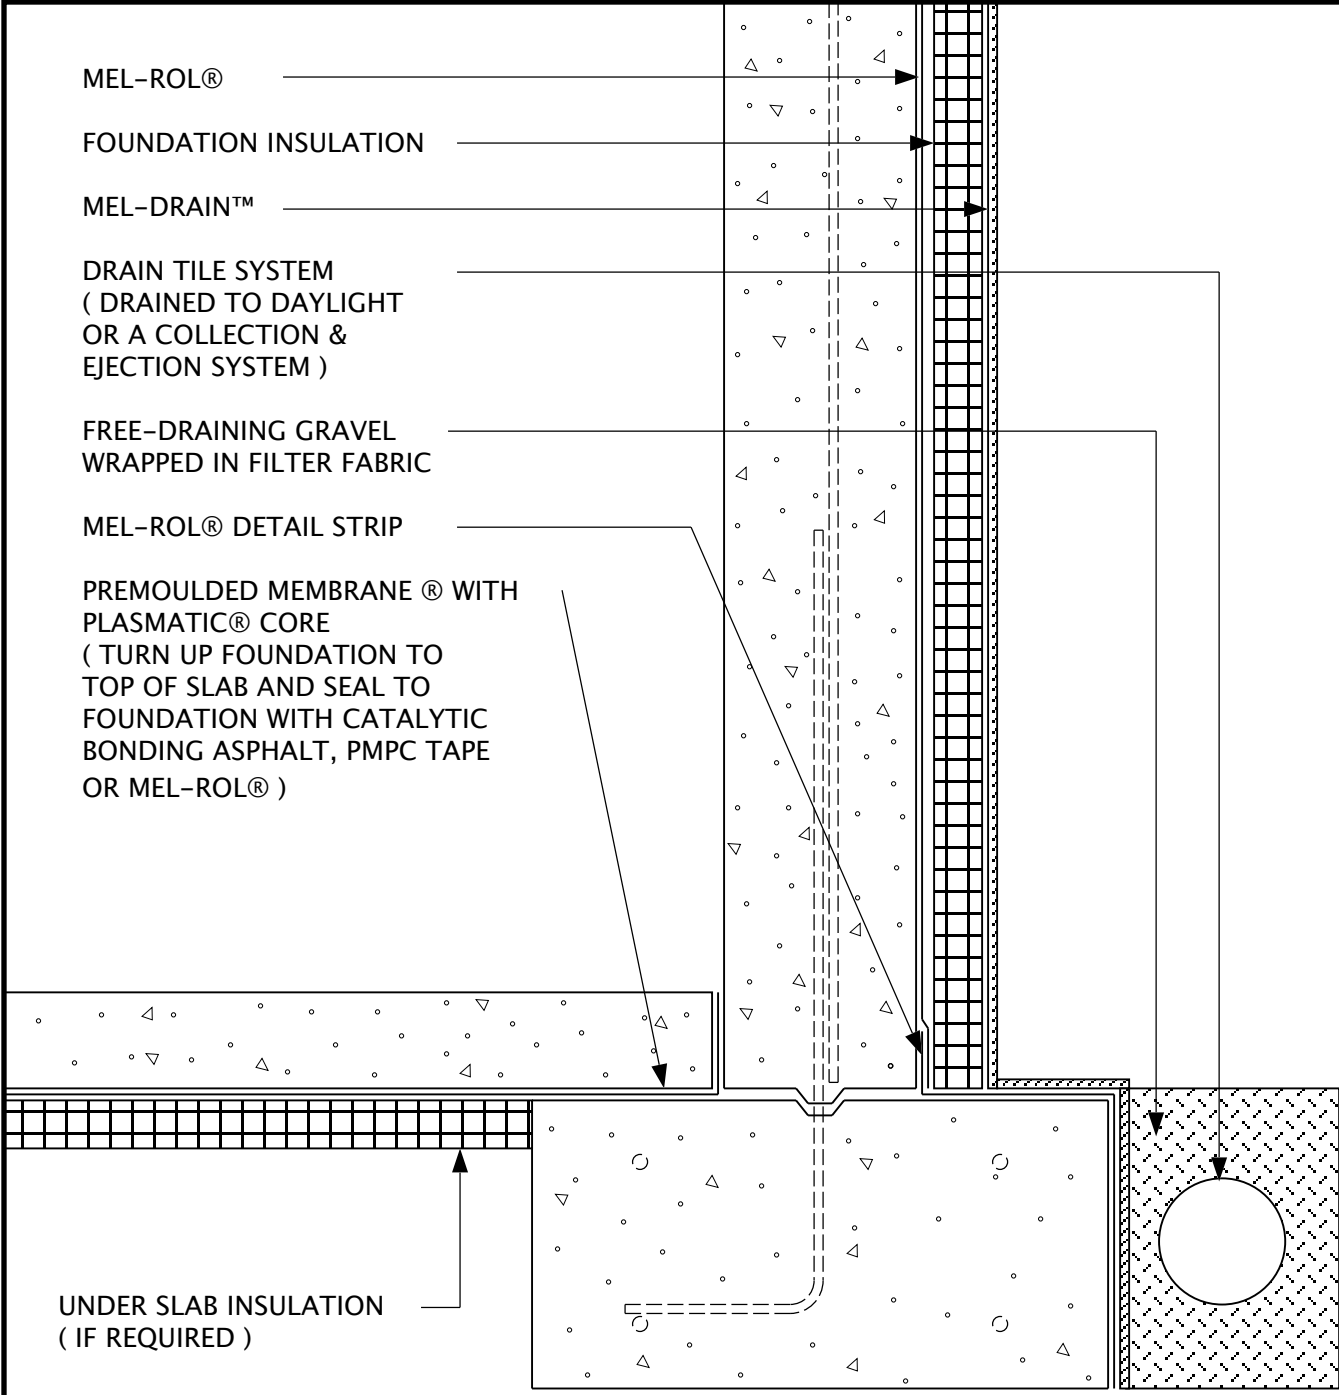 MEL-ROL®
FOUNDATION INSULATION
MEL-DRAIN™
DRAIN TILE SYSTEM
( DRAINED TO DAYLIGHT
OR A COLLECTION &
EJECTION SYSTEM )
FREE-DRAINING GRAVEL
WRAPPED IN FILTER FABRIC
MEL-ROL® DETAIL STRIP
PREMOULDED MEMBRANE ® WITH
PLASMATIC® CORE
( TURN UP FOUNDATION TO
TOP OF SLAB AND SEAL TO
FOUNDATION WITH CATALYTIC
BONDING ASPHALT, PMPC TAPE
OR MEL-ROL® )
UNDER SLAB INSULATION
( IF REQUIRED )